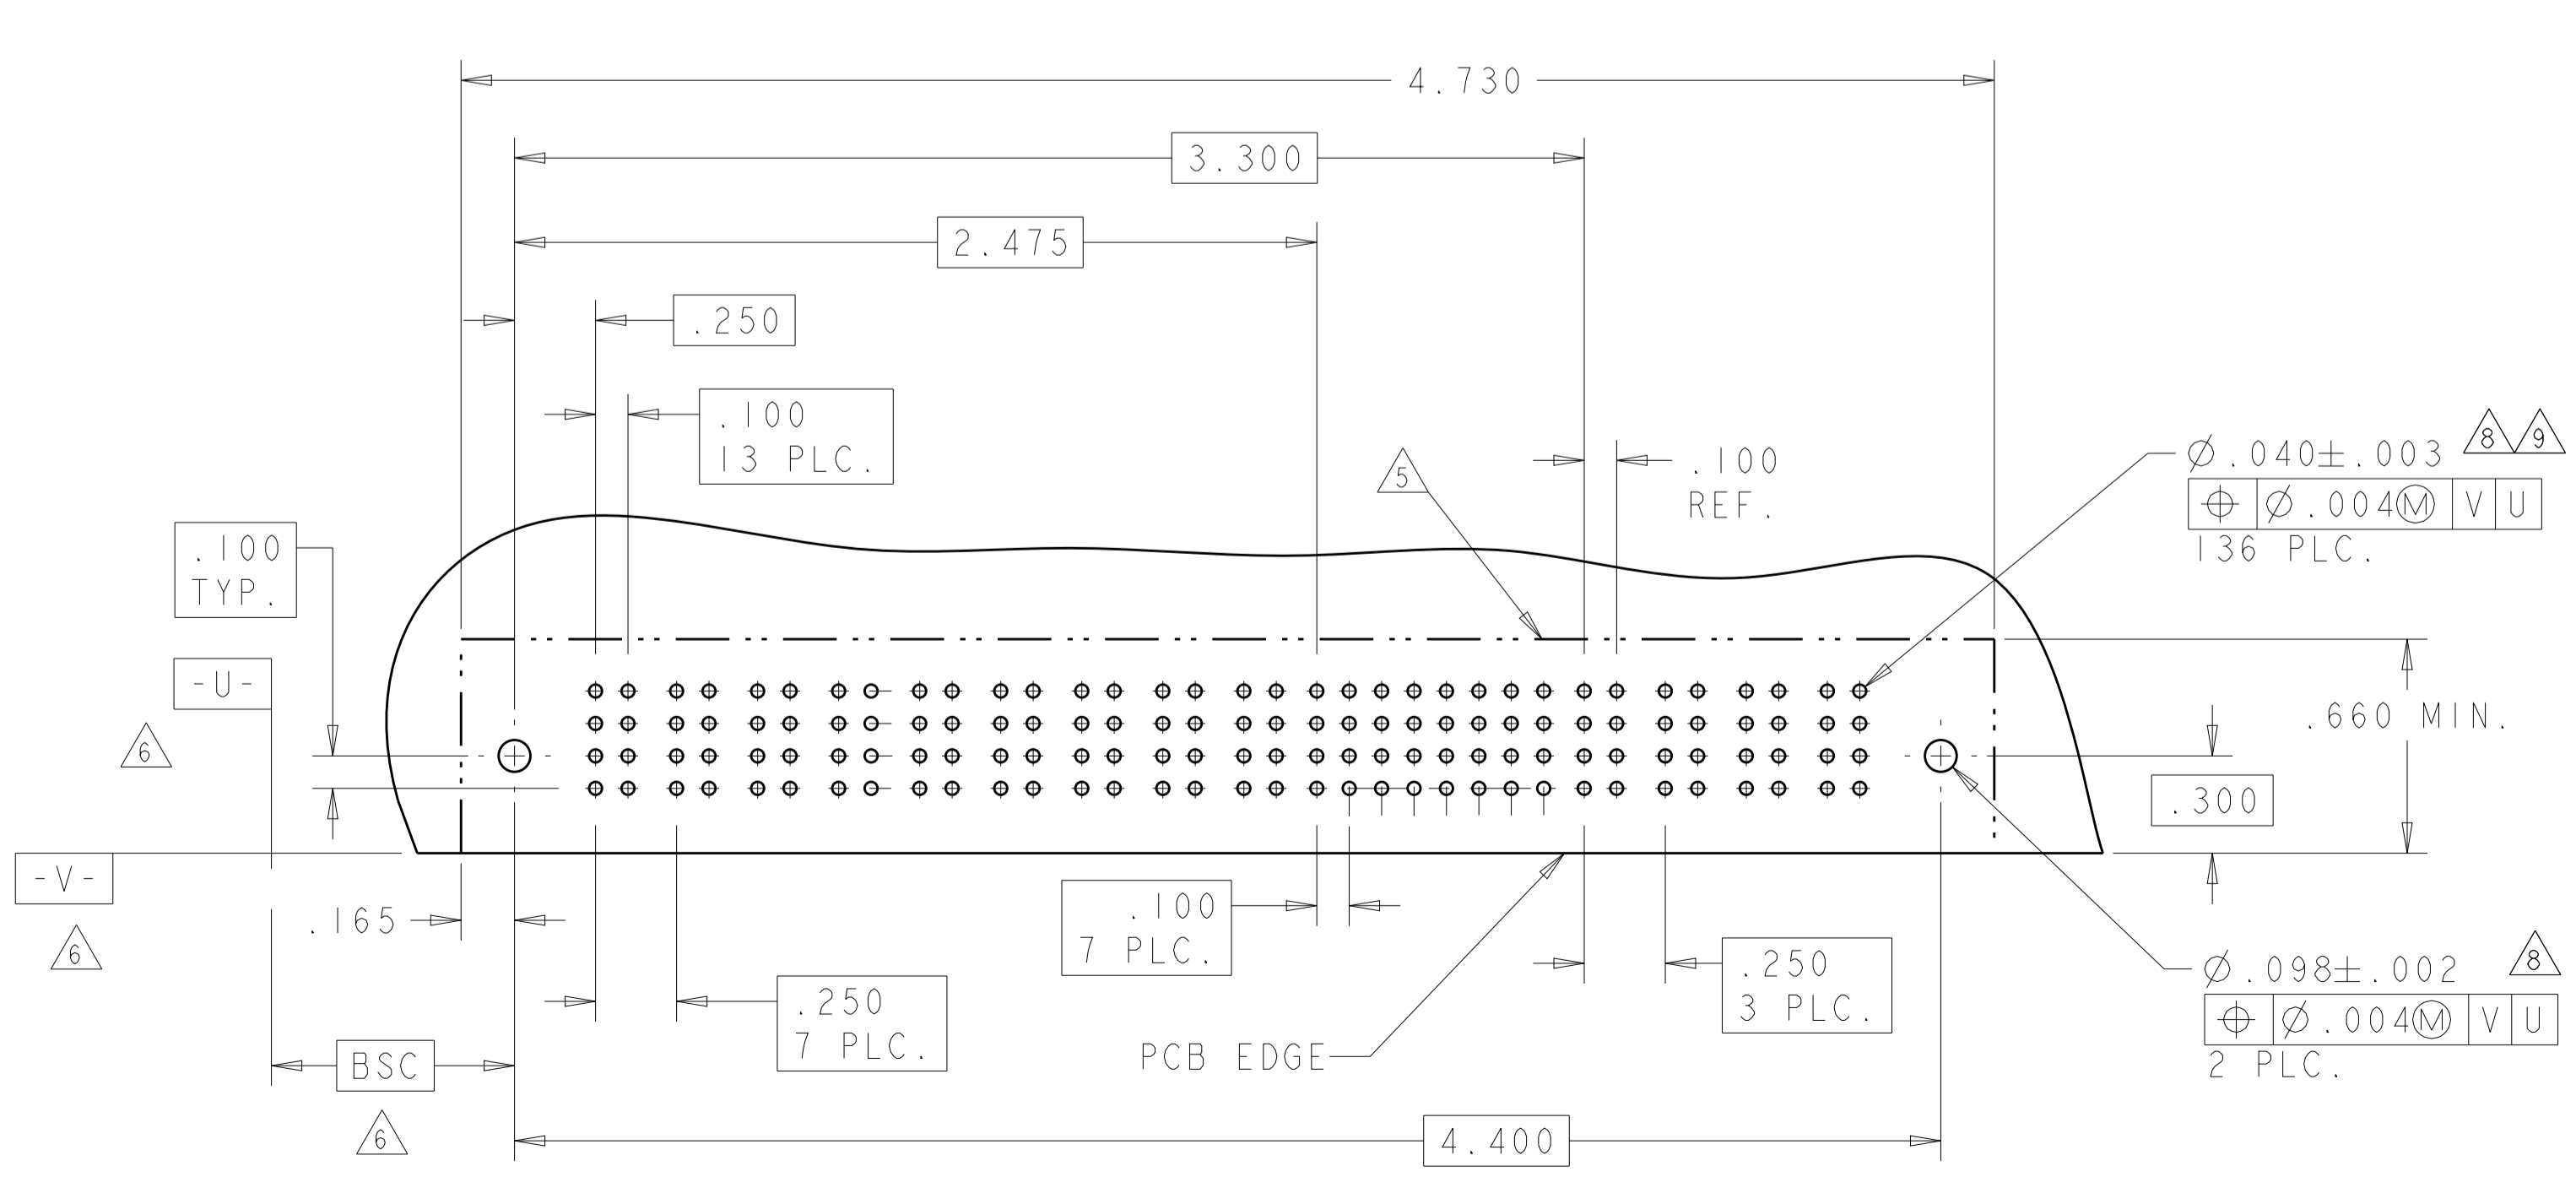 4.730
3.300
2.475
.250
.100
13 PLC.
5
.100
REF.
8 9
Ø.040±.003
⌖ Ø.004Ⓜ V U
136 PLC.
.100
TYP.
-U-
6
.660 MIN.
.300
-V-
6
.165
.100
7 PLC.
.250
3 PLC.
8
Ø.098±.002
⌖ Ø.004Ⓜ V U
2 PLC.
.250
7 PLC.
PCB EDGE
BSC
6
4.400